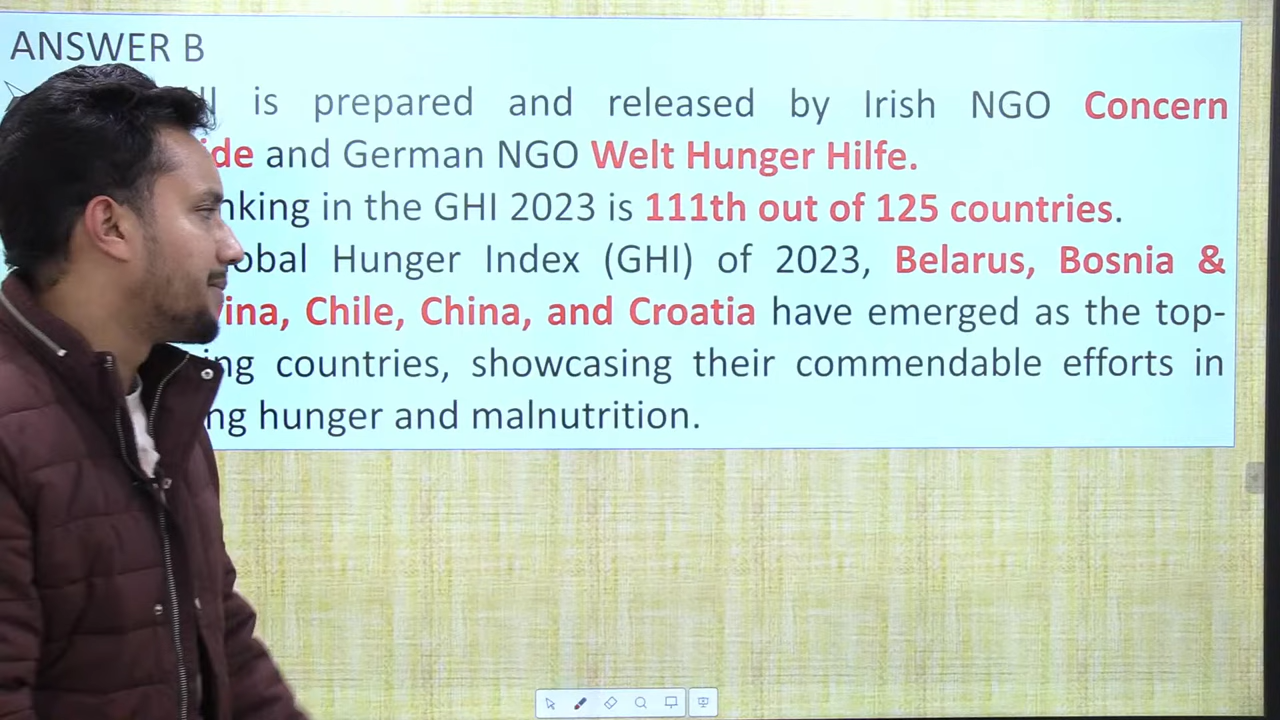 ANSWER B
is prepared and released by Irish NGO Concern
ide and German NGO Welt Hunger Hilfe.
nking in the GHI 2023 is 111th out of 125 countries.
obal Hunger Index (GHI) of 2023, Belarus, Bosnia &
ina, Chile, China, and Croatia have emerged as the top-
ng countries, showcasing their commendable efforts in
ng hunger and malnutrition.